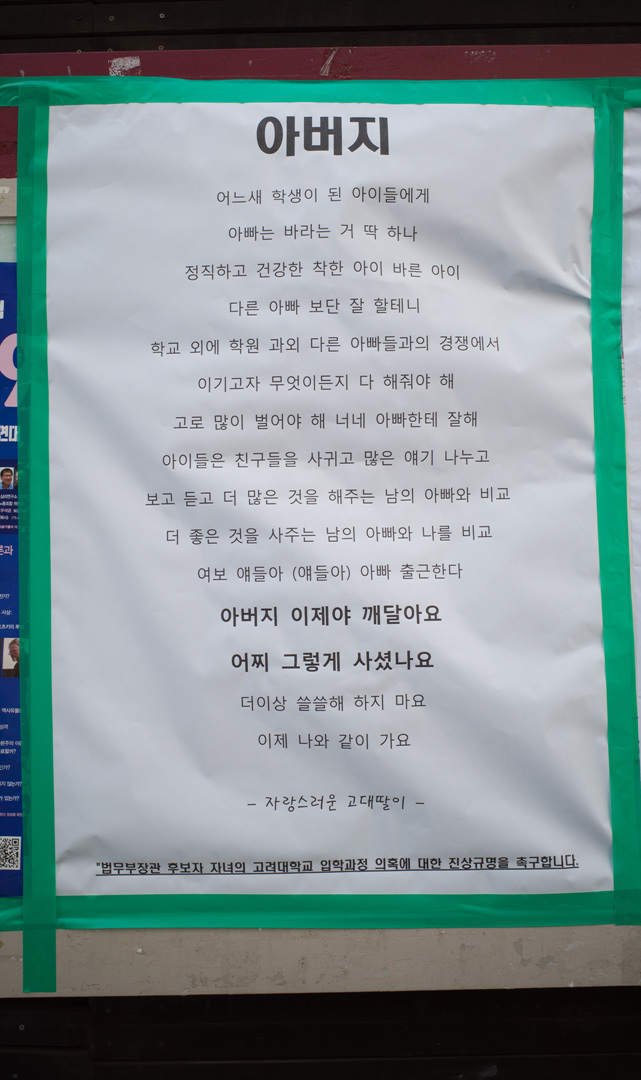 아버지
어느새 학생이 된 아이들에게
아빠는 바라는 거 딱 하나
정직하고 건강한 착한 아이 바른 아이
다른 아빠 보단 잘 할테니
학교 외에 학원 과외 다른 아빠들과의 경쟁에서
이기고자 무엇이든지 다 해줘야 해
고로 많이 벌어야 해 너네 아빠한테 잘해
아이들은 친구들을 사귀고 많은 얘기 나누고
보고 듣고 더 많은 것을 해주는 남의 아빠와 비교
더 좋은 것을 사주는 남의 아빠와 나를 비교
여보 얘들아 (얘들아) 아빠 출근한다
아버지 이제야 깨달아요
어찌 그렇게 사셨나요
더이상 쓸쓸해 하지 마요
이제 나와 같이 가요
– 자랑스러운 고대딸이 –
"법무부장관 후보자 자녀의 고려대학교 입학과정 의혹에 대한 진상규명을 촉구합니다.